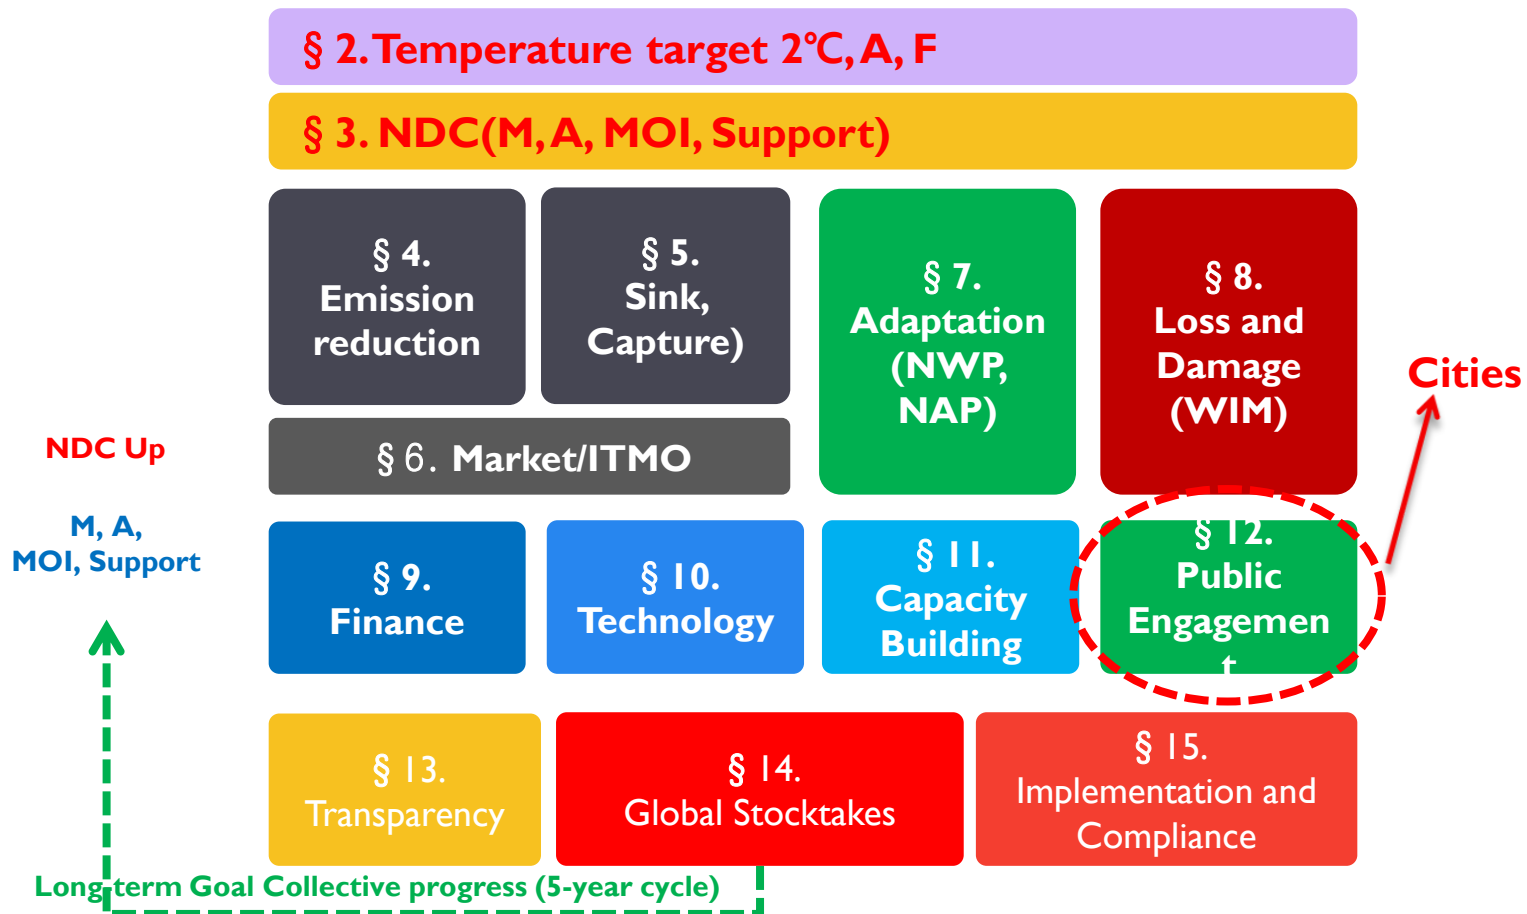 § 2. Temperature target 2℃, A, F
§ 3. NDC(M, A, MOI, Support)
§ 4.
Emission
reduction
§ 5.
Sink,
Capture)
§ 7.
Adaptation
(NWP,
NAP)
§ 8.
Loss and
Damage
(WIM)
Cities
§ 6. Market/ITMO
NDC Up
M, A,
MOI, Support
§ 9.
Finance
§ 10.
Technology
§ 11.
Capacity
Building
§ 12.
Public
Engagemen
t
§ 13.
Transparency
§ 14.
Global Stocktakes
§ 15.
Implementation and
Compliance
Long-term Goal Collective progress (5-year cycle)